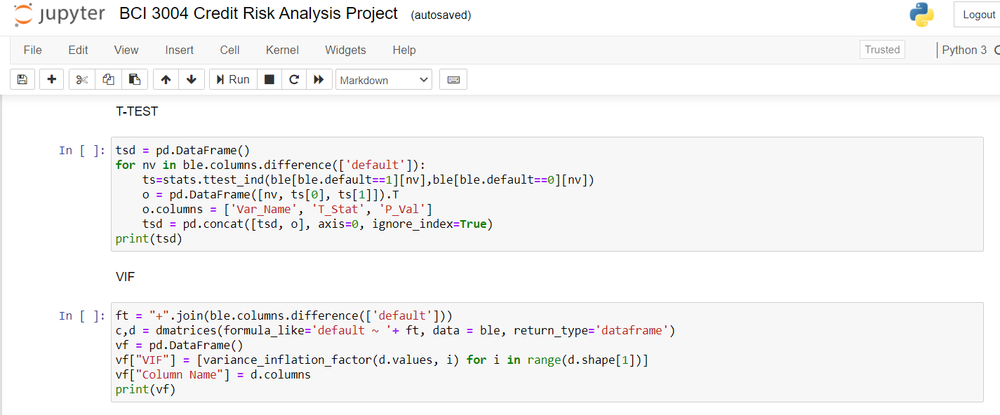 jupyter BCI 3004 Credit Risk Analysis Project (autosaved) Logout
File Edit View Insert Cell Kernel Widgets Help Trusted Python 3
Run Markdown
T-TEST
In [ ]: tsd = pd.DataFrame()
for nv in ble.columns.difference(['default']):
    ts=stats.ttest_ind(ble[ble.default==1][nv],ble[ble.default==0][nv])
    o = pd.DataFrame([nv, ts[0], ts[1]]).T
    o.columns = ['Var_Name', 'T_Stat', 'P_Val']
    tsd = pd.concat([tsd, o], axis=0, ignore_index=True)
print(tsd)
VIF
In [ ]: ft = "+".join(ble.columns.difference(['default']))
c,d = dmatrices(formula_like='default ~ '+ ft, data = ble, return_type='dataframe')
vf = pd.DataFrame()
vf["VIF"] = [variance_inflation_factor(d.values, i) for i in range(d.shape[1])]
vf["Column Name"] = d.columns
print(vf)